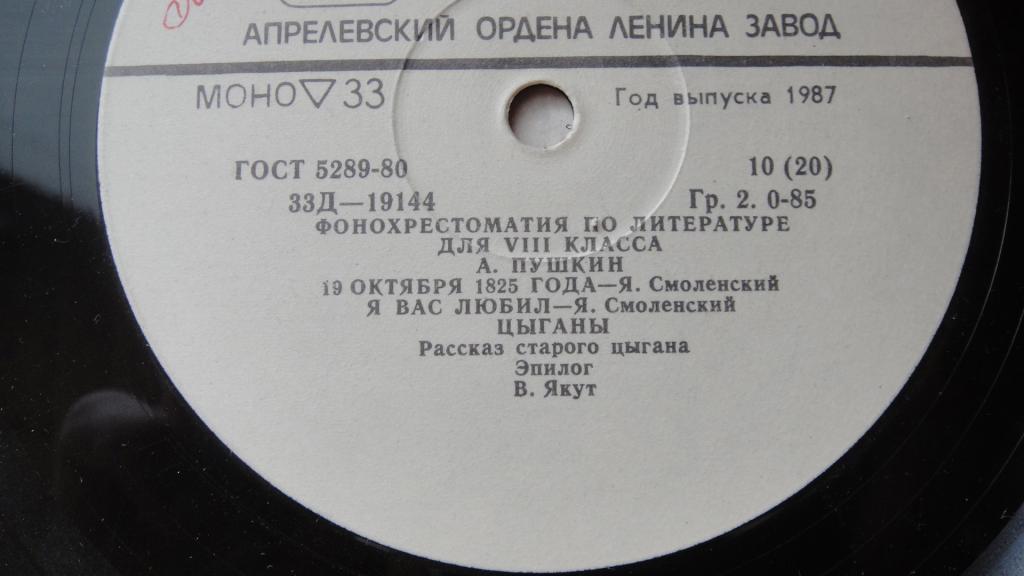 АПРЕЛЕВСКИЙ ОРДЕНА ЛЕНИНА ЗАВОД
МОНО ▽ 33 Год выпуска 1987
ГОСТ 5289-80 10 (20)
33Д—19144 Гр. 2. 0-85
ФОНОХРЕСТОМАТИЯ ПО ЛИТЕРАТУРЕ
ДЛЯ VIII КЛАССА
А. ПУШКИН
19 ОКТЯБРЯ 1825 ГОДА—Я. Смоленский
Я ВАС ЛЮБИЛ—Я. Смоленский
ЦЫГАНЫ
Рассказ старого цыгана
Эпилог
В. Якут